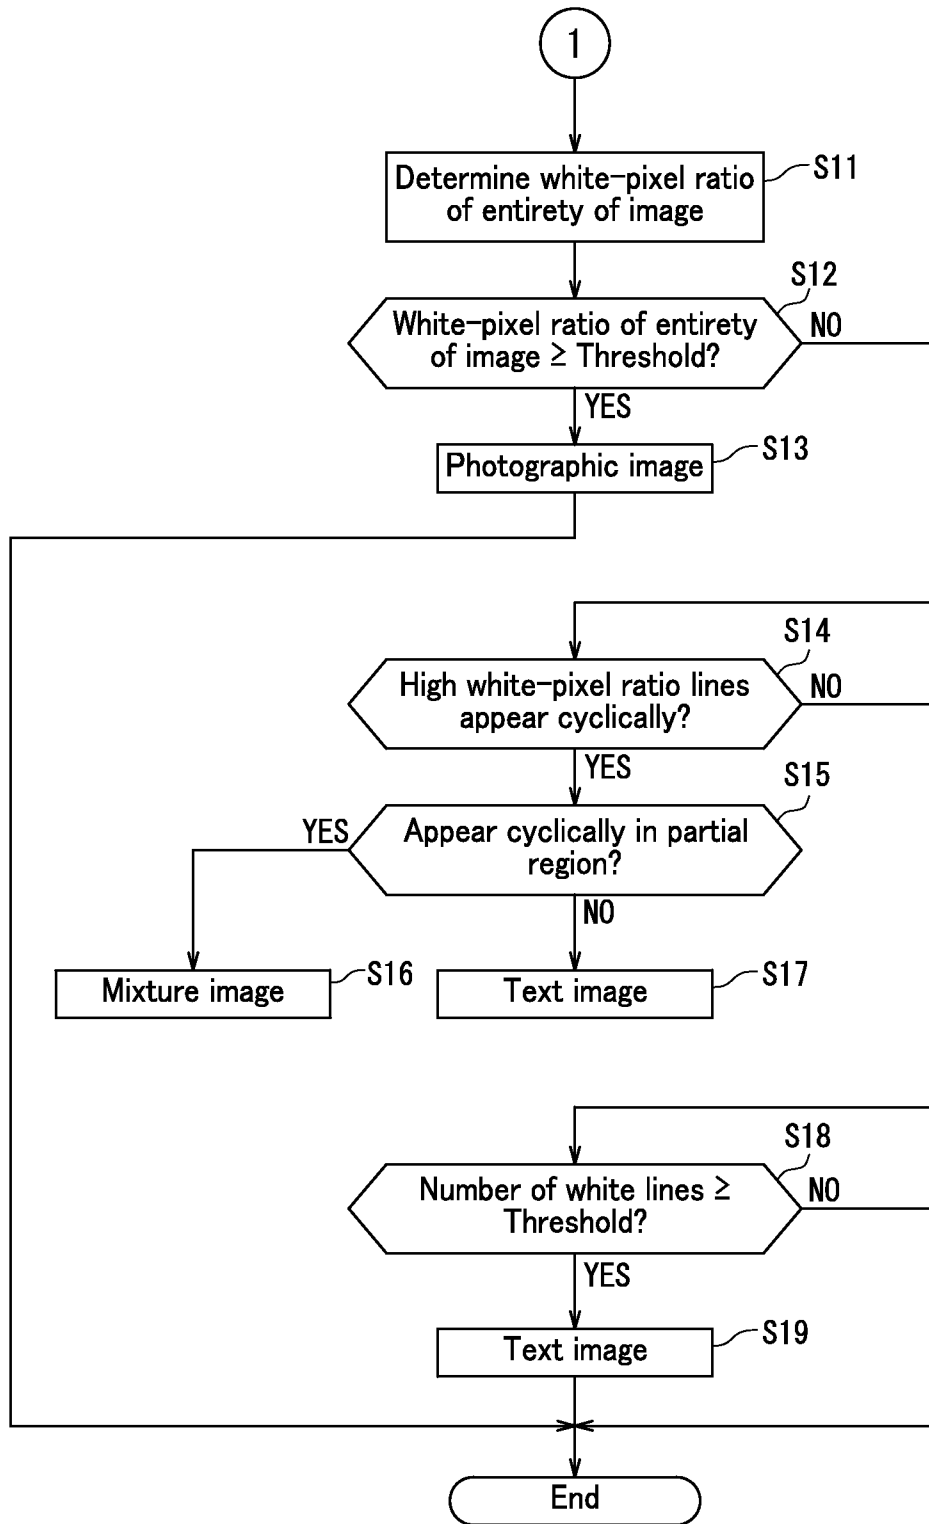 1
Determine white-pixel ratio
of entirety of image
S11
White-pixel ratio of entirety
of image ≥ Threshold?
S12
NO
YES
Photographic image
S13
High white-pixel ratio lines
appear cyclically?
S14
NO
YES
Appear cyclically in partial
region?
S15
YES
NO
Mixture image
S16
Text image
S17
Number of white lines ≥
Threshold?
S18
NO
YES
Text image
S19
End